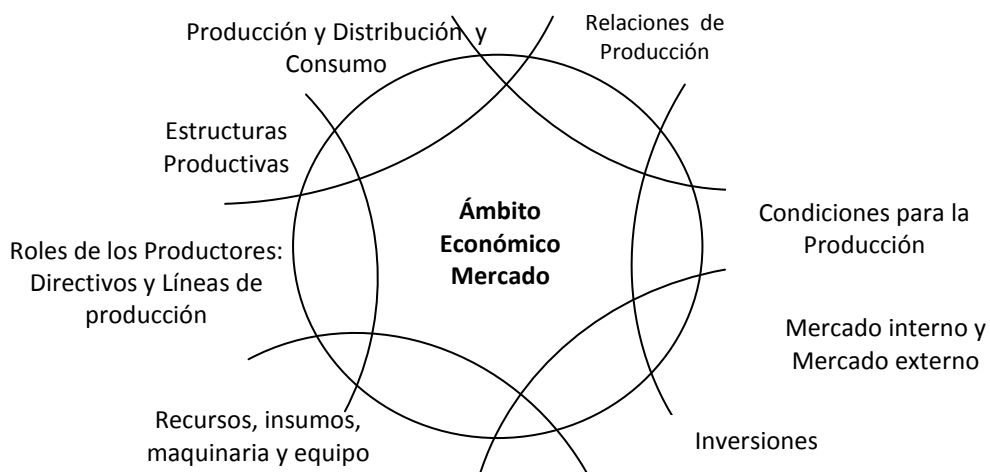 Producción y Distribución y
Consumo
Relaciones de
Producción
Estructuras
Productivas
Ámbito
Económico
Mercado
Condiciones para la
Producción
Roles de los Productores:
Directivos y Líneas de
producción
Mercado interno y
Mercado externo
Recursos, insumos,
maquinaria y equipo
Inversiones